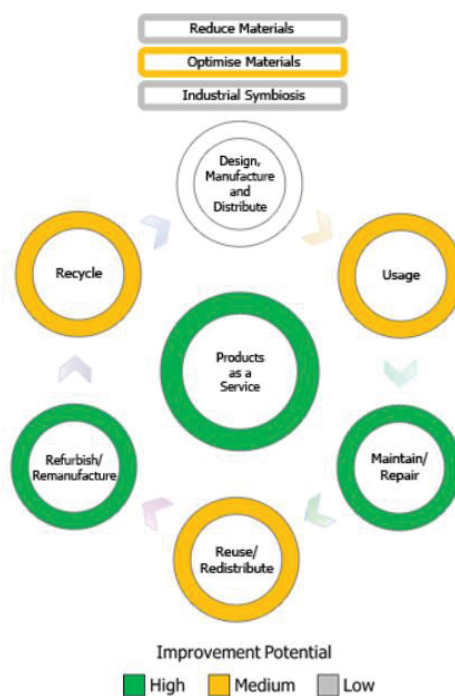 Reduce Materials
Optimise Materials
Industrial Symbiosis
Design,
Manufacture
and
Distribute
Recycle
Usage
Products
as a
Service
Refurbish/
Remanufacture
Maintain/
Repair
Reuse/
Redistribute
Improvement Potential
High
Medium
Low